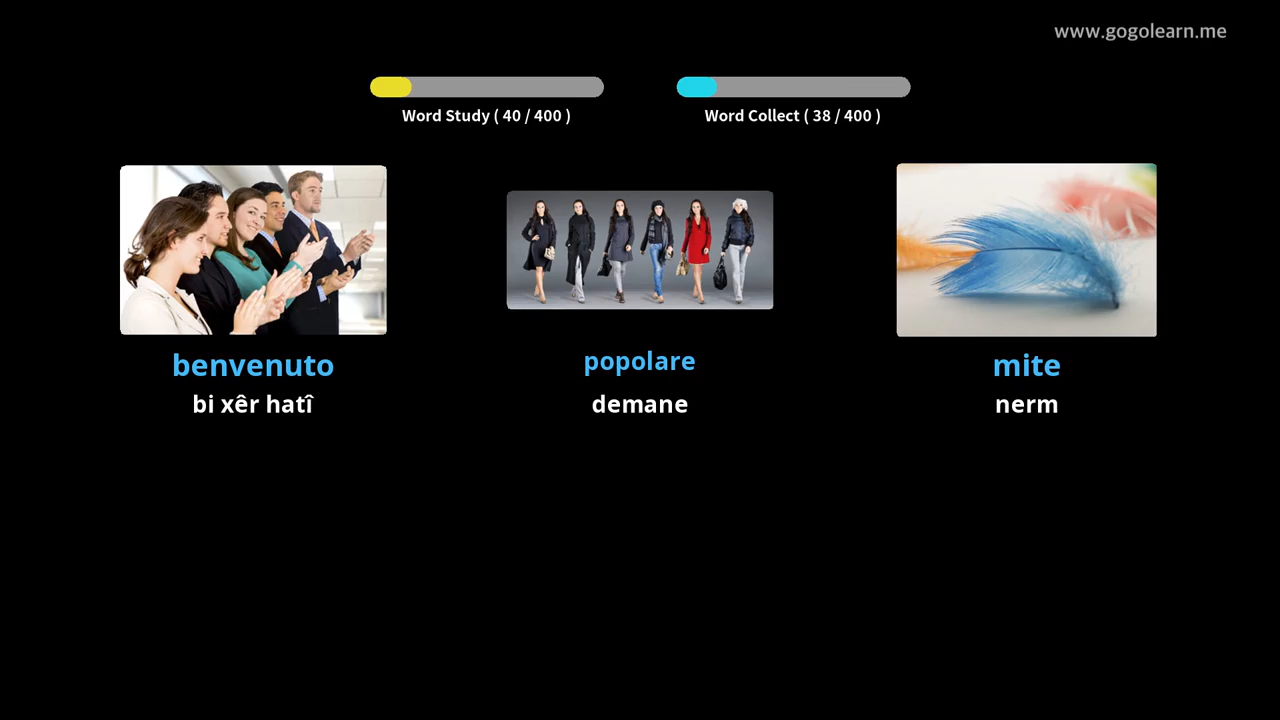 www.gogolearn.me
Word Study ( 40 / 400 )
Word Collect ( 38 / 400 )
benvenuto
bi xêr hatî
popolare
demane
mite
nerm